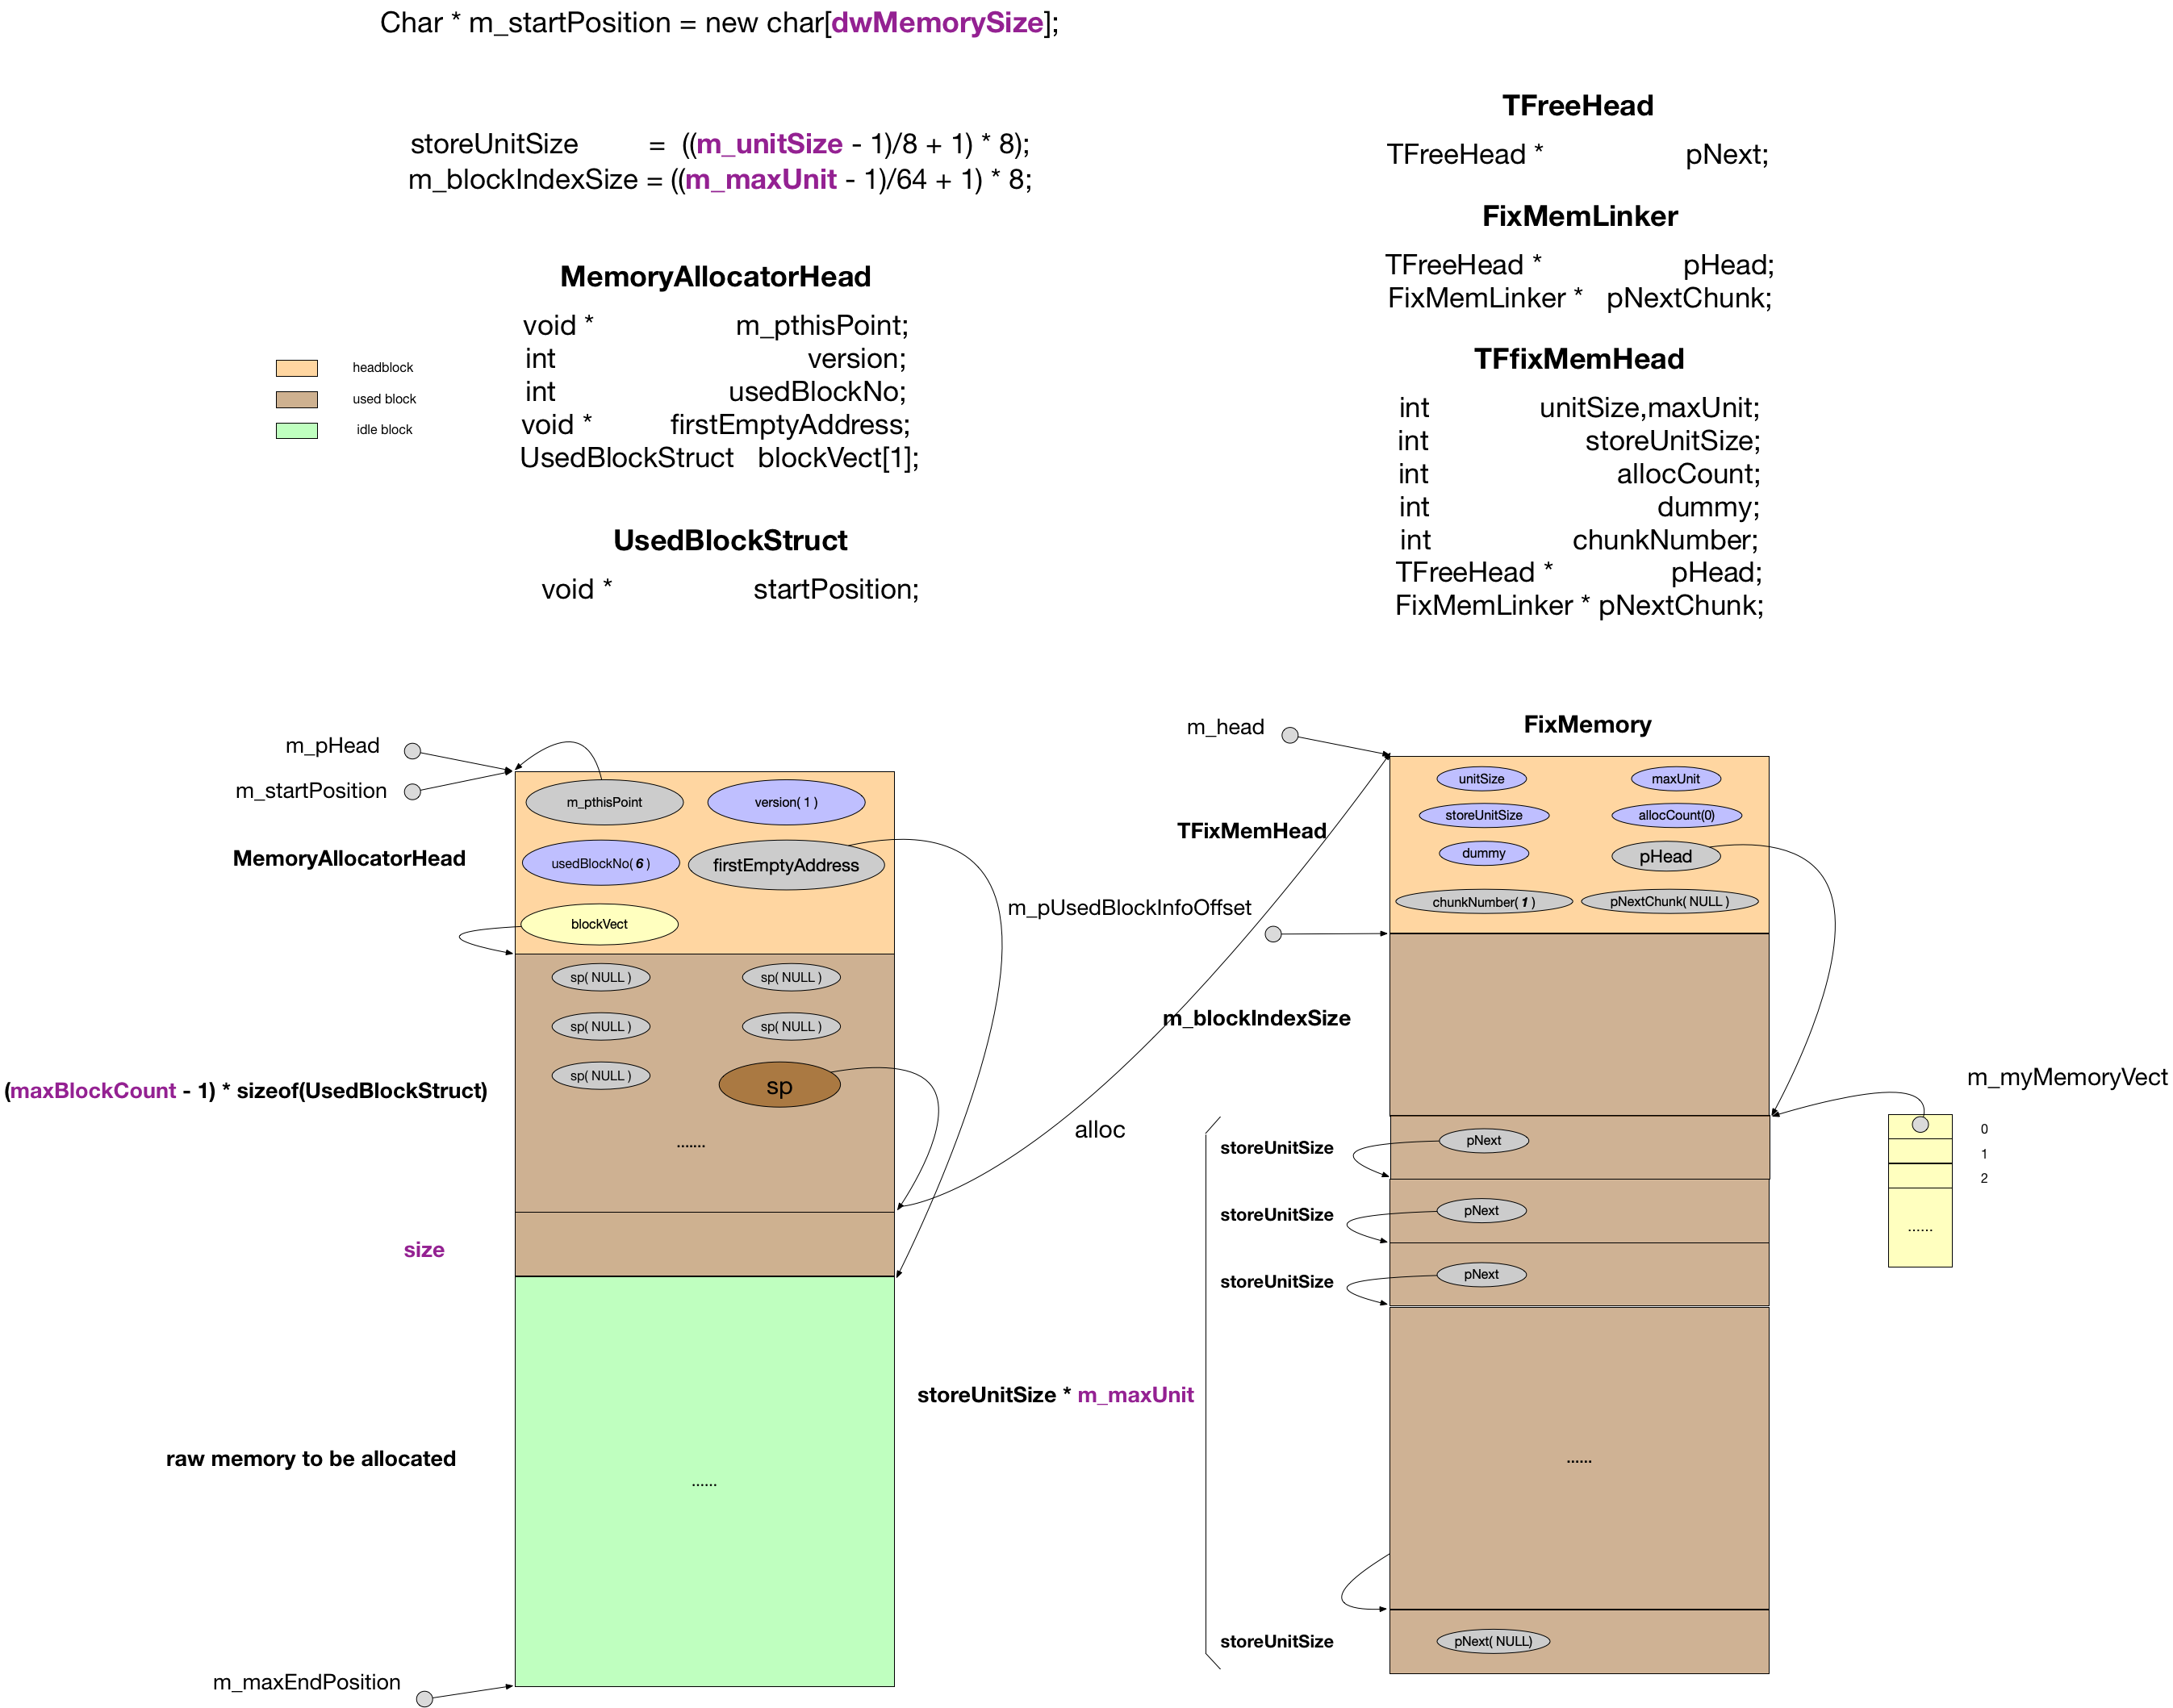 Char * m_startPosition = new char[dwMemorySize];
storeUnitSize = ((m_unitSize - 1)/8 + 1) * 8);
m_blockIndexSize = ((m_maxUnit - 1)/64 + 1) * 8;
MemoryAllocatorHead
void * m_pthisPoint;
int version;
int usedBlockNo;
void * firstEmptyAddress;
UsedBlockStruct blockVect[1];
headblock
used block
idle block
UsedBlockStruct
void * startPosition;
TFreeHead
TFreeHead * pNext;
FixMemLinker
TFreeHead * pHead;
FixMemLinker * pNextChunk;
TFfixMemHead
int unitSize,maxUnit;
int storeUnitSize;
int allocCount;
int dummy;
int chunkNumber;
TFreeHead * pHead;
FixMemLinker * pNextChunk;
m_pHead
m_startPosition
MemoryAllocatorHead
m_pthisPoint
version( 1 )
usedBlockNo( 6 )
firstEmptyAddress
blockVect
sp( NULL )
sp( NULL )
sp( NULL )
sp( NULL )
sp( NULL )
sp
(maxBlockCount - 1) * sizeof(UsedBlockStruct)
.......
size
raw memory to be allocated
......
m_maxEndPosition
alloc
FixMemory
m_head
TFixMemHead
unitSize
maxUnit
storeUnitSize
allocCount(0)
dummy
pHead
chunkNumber( 1 )
pNextChunk( NULL )
m_pUsedBlockInfoOffset
m_blockIndexSize
storeUnitSize
pNext
storeUnitSize
pNext
storeUnitSize
pNext
storeUnitSize * m_maxUnit
......
storeUnitSize
pNext( NULL)
m_myMemoryVect
0
1
2
......